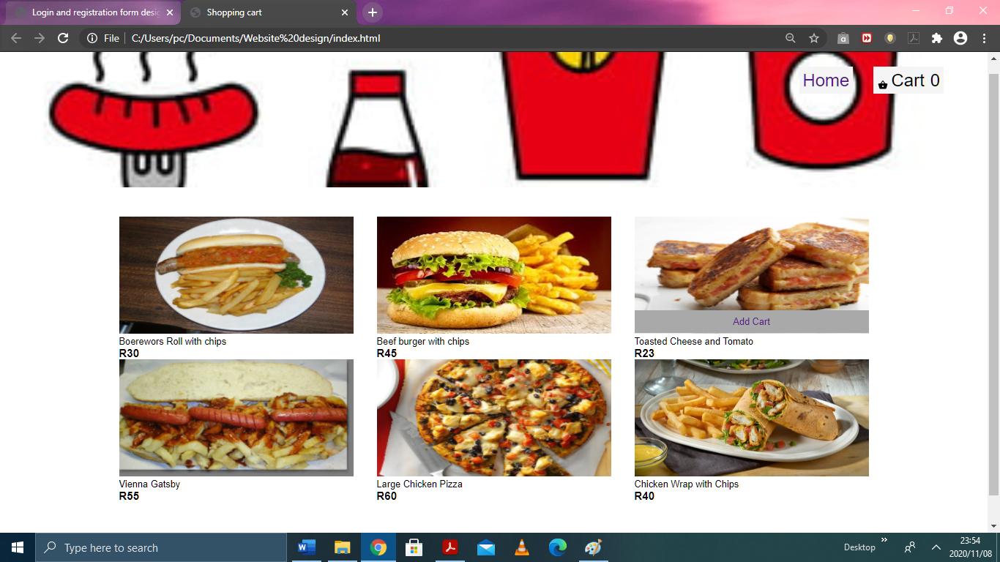 Login and registration form desig
Shopping cart
File
C:/Users/pc/Documents/Website%20design/index.html
Home
Cart 0
Add Cart
Boerewors Roll with chips
R30
Beef burger with chips
R45
Toasted Cheese and Tomato
R23
Vienna Gatsby
R55
Large Chicken Pizza
R60
Chicken Wrap with Chips
R40
Type here to search
Desktop
23:54
2020/11/08